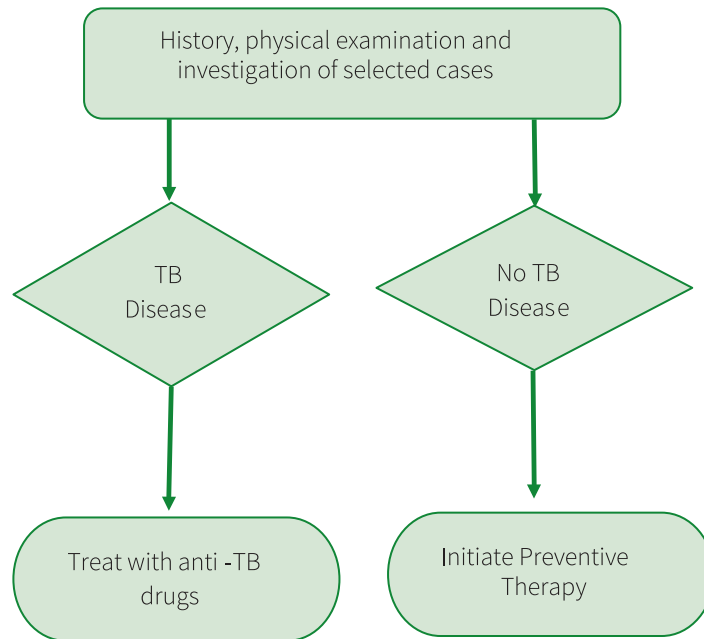 History, physical examination and
investigation of selected cases
TB
Disease
No TB
Disease
Treat with anti -TB
drugs
Initiate Preventive
Therapy